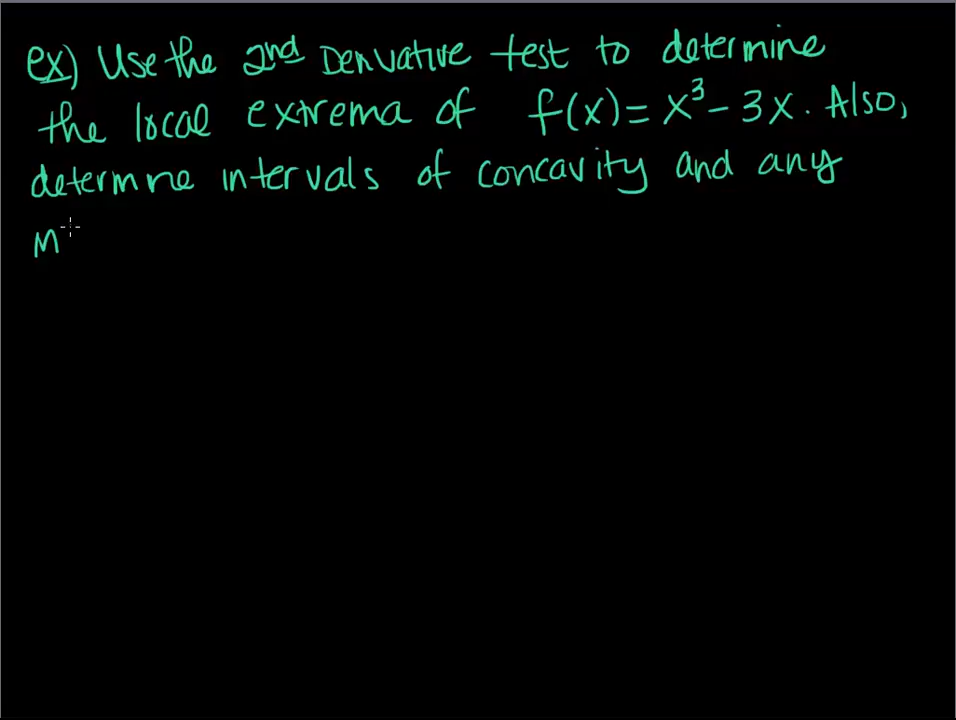 ex) Use the 2nd Derivative test to determine
the local extrema of f(x) = x³ - 3x. Also,
determine intervals of concavity and any